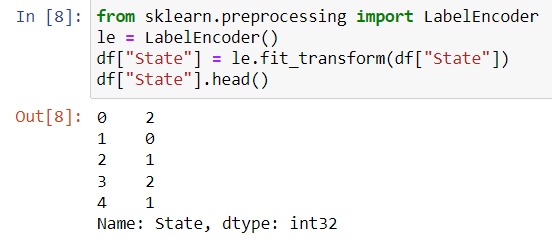 In [8]: from sklearn.preprocessing import LabelEncoder
le = LabelEncoder()
df["State"] = le.fit_transform(df["State"])
df["State"].head()
Out[8]: 0    2
1    0
2    1
3    2
4    1
Name: State, dtype: int32